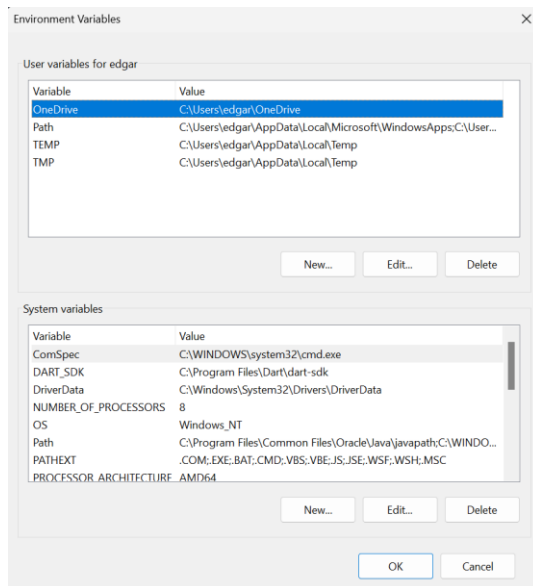 Environment Variables
User variables for edgar
Variable Value
OneDrive C:\Users\edgar\OneDrive
Path C:\Users\edgar\AppData\Local\Microsoft\WindowsApps;C:\User...
TEMP C:\Users\edgar\AppData\Local\Temp
TMP C:\Users\edgar\AppData\Local\Temp
New... Edit... Delete
System variables
Variable Value
ComSpec C:\WINDOWS\system32\cmd.exe
DART_SDK C:\Program Files\Dart\dart-sdk
DriverData C:\Windows\System32\Drivers\DriverData
NUMBER_OF_PROCESSORS 8
OS Windows_NT
Path C:\Program Files\Common Files\Oracle\Java\javapath;C:\WINDO...
PATHEXT .COM;.EXE;.BAT;.CMD;.VBS;.VBE;.JS;.JSE;.WSF;.WSH;.MSC
PROCESSOR_ARCHITECTURE AMD64
New... Edit... Delete
OK Cancel